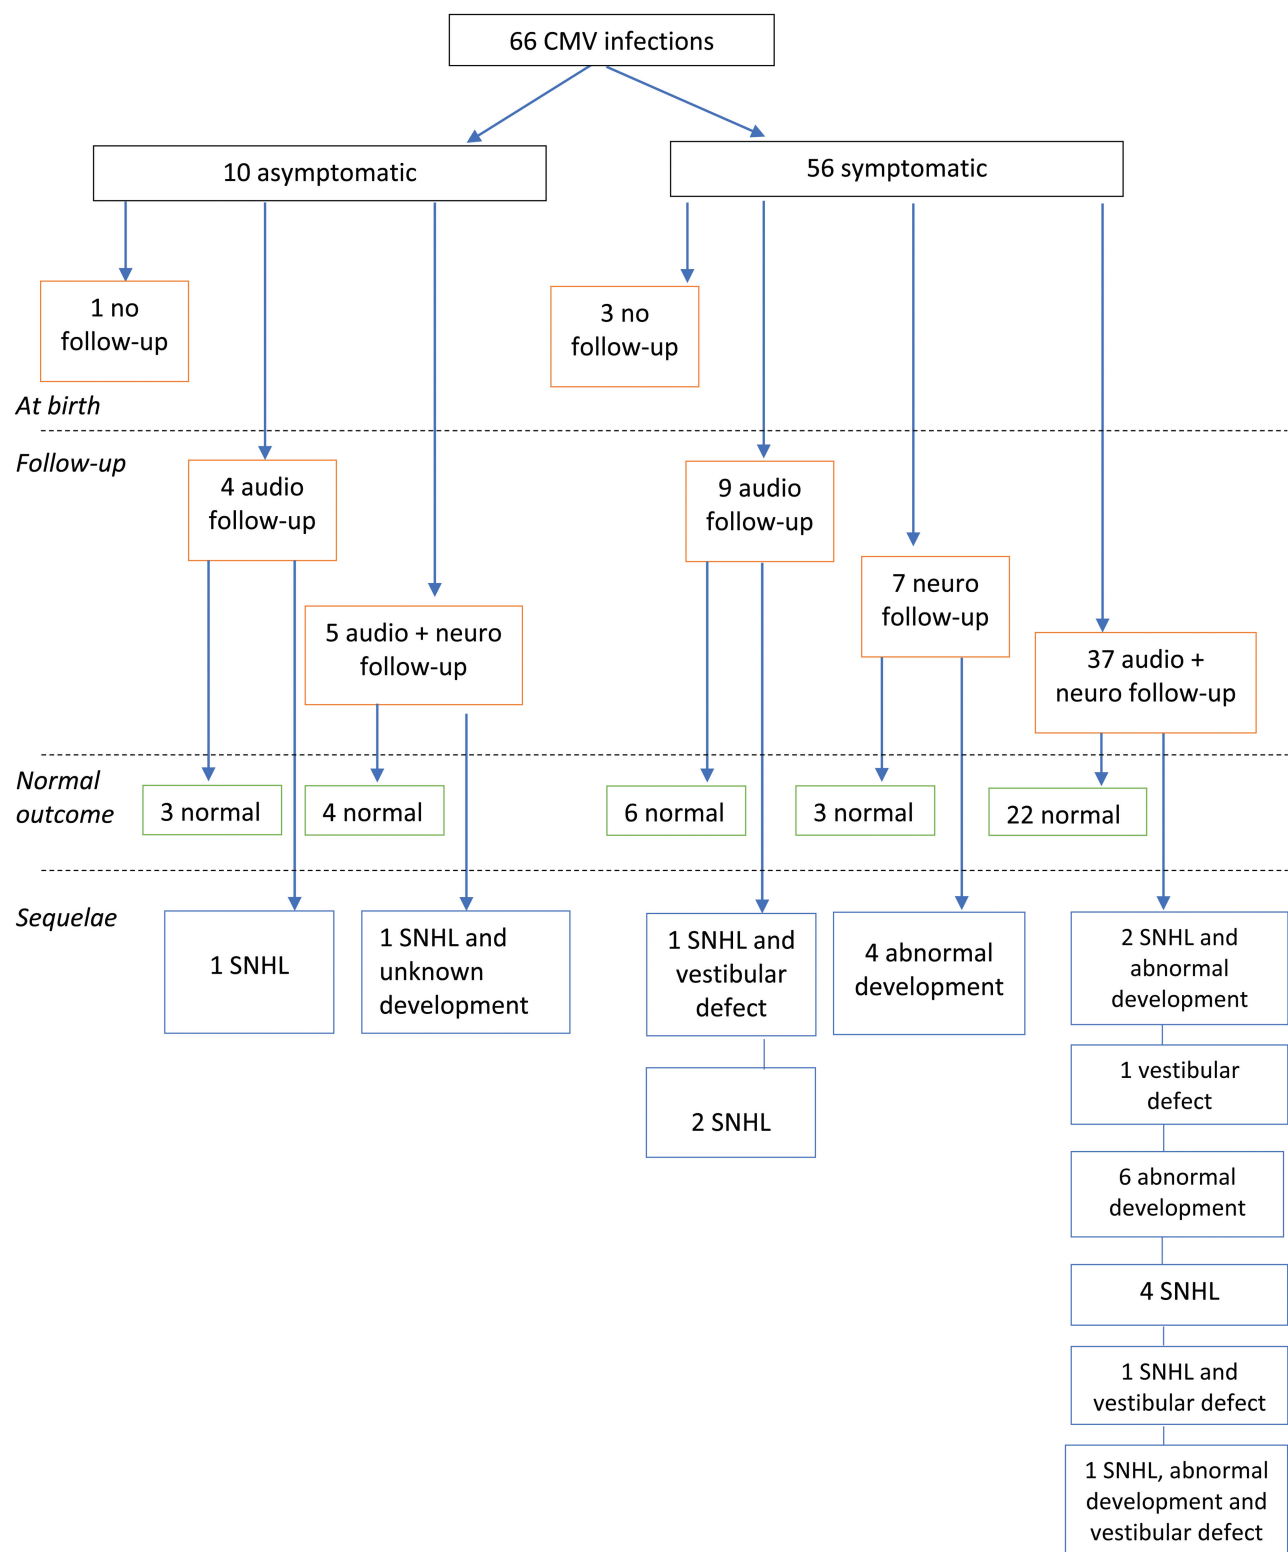 66 CMV infections
10 asymptomatic
56 symptomatic
1 no
follow-up
3 no
follow-up
At birth
Follow-up
4 audio
follow-up
9 audio
follow-up
5 audio + neuro
follow-up
7 neuro
follow-up
37 audio +
neuro follow-up
Normal
outcome
3 normal
4 normal
6 normal
3 normal
22 normal
Sequelae
1 SNHL
1 SNHL and
unknown
development
1 SNHL and
vestibular
defect
2 SNHL
4 abnormal
development
2 SNHL and
abnormal
development
1 vestibular
defect
6 abnormal
development
4 SNHL
1 SNHL and
vestibular defect
1 SNHL, abnormal
development and
vestibular defect